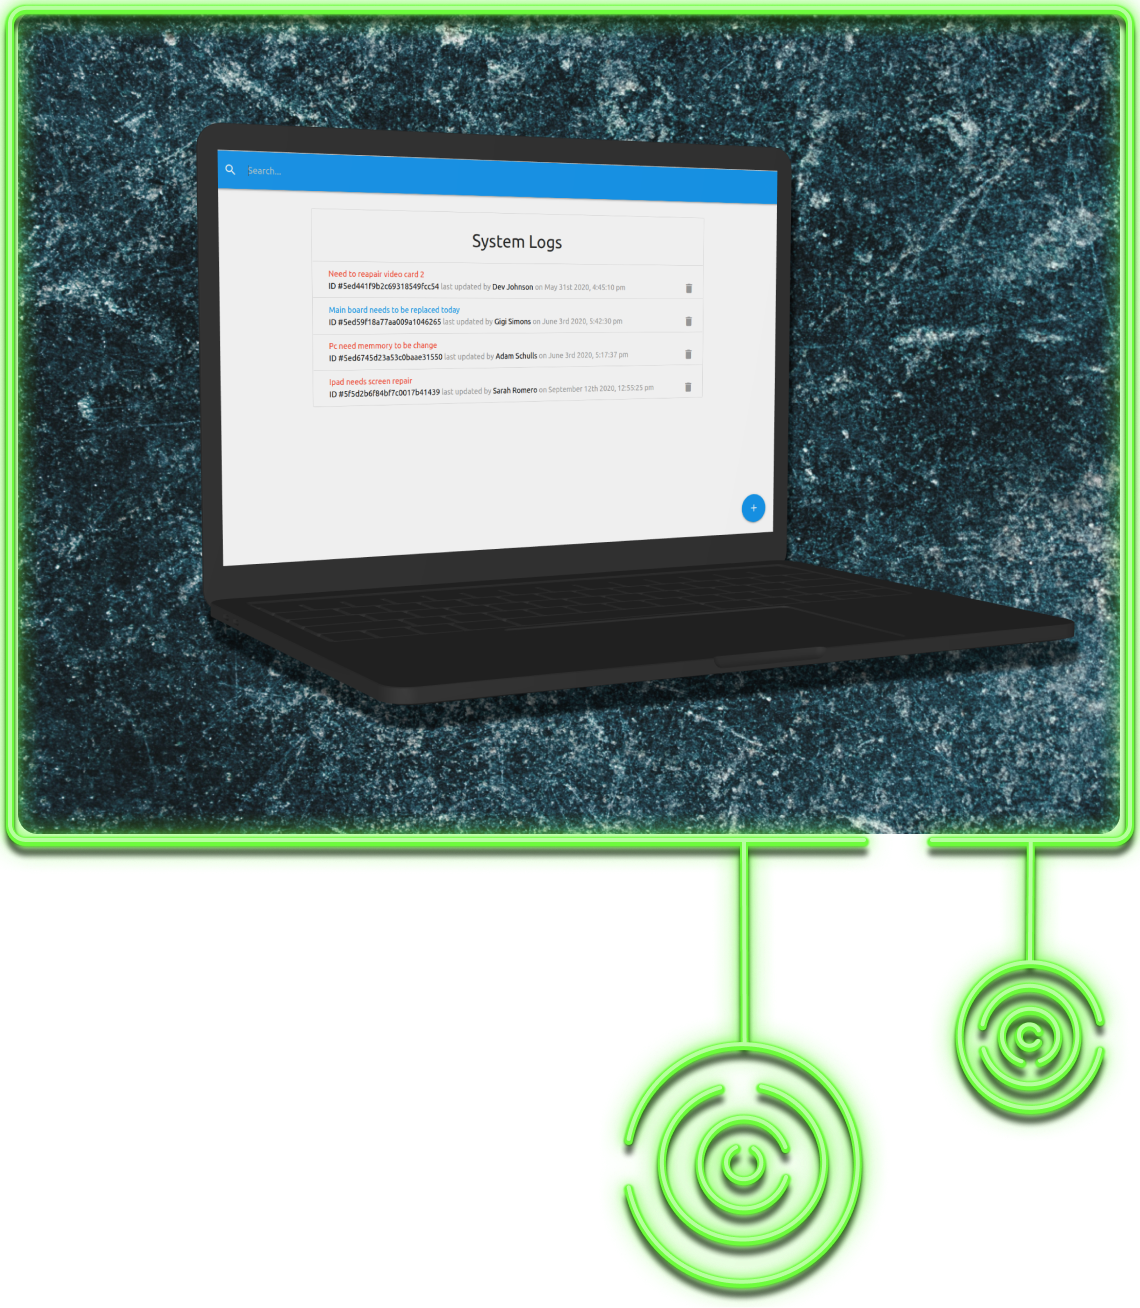 Search...
System Logs
Need to reapair video card 2
ID #5ed441f9b2c69318549fcc54 last updated by Dev Johnson on May 31st 2020, 4:45:10 pm
Main board needs to be replaced today
ID #5ed59f18a77aa009a1046265 last updated by Gigi Simons on June 3rd 2020, 5:42:30 pm
Pc need memmory to be change
ID #5ed6745d23a53c0baae31550 last updated by Adam Schulls on June 3rd 2020, 5:17:37 pm
Ipad needs screen repair
ID #5f5d2b6f84bf7c0017b41439 last updated by Sarah Romero on September 12th 2020, 12:55:25 pm
+